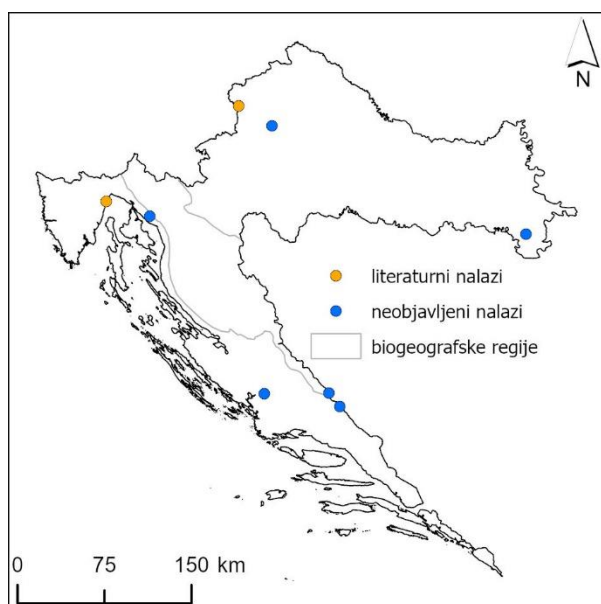 N
literaturni nalazi
neobjavljeni nalazi
biogeografske regije
0 75 150 km